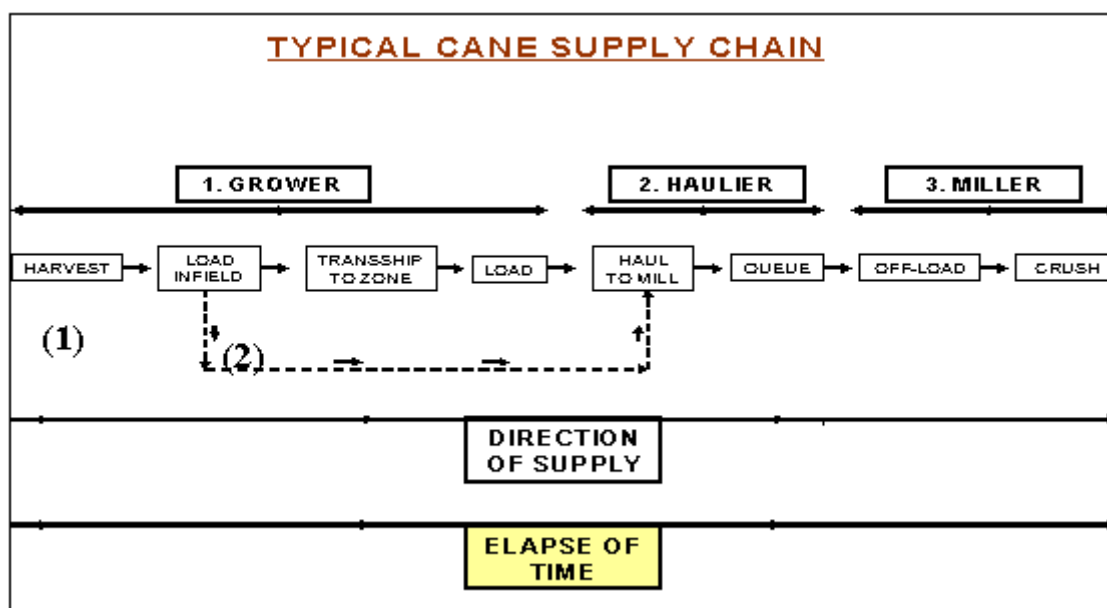 TYPICAL CANE SUPPLY CHAIN
1. GROWER
2. HAULIER
3. MILLER
HARVEST
LOAD
INFIELD
TRANSSHIP
TO ZONE
LOAD
HAUL
TO MILL
QUEUE
OFF-LOAD
CRUSH
(1)
(2)
DIRECTION
OF SUPPLY
ELAPSE OF
TIME